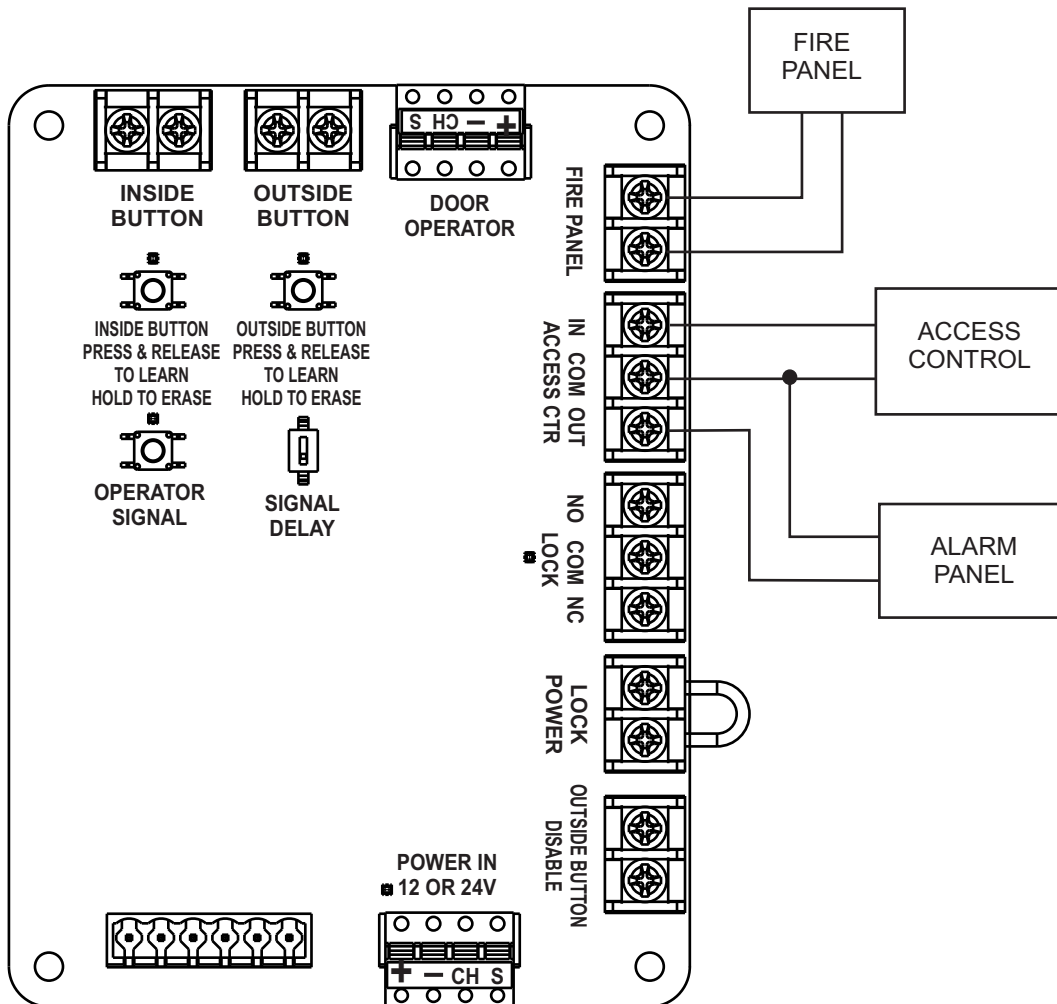 FIRE
PANEL
S CH — +
INSIDE
BUTTON
OUTSIDE
BUTTON
DOOR
OPERATOR
FIRE PANEL
INSIDE BUTTON
PRESS & RELEASE
TO LEARN
HOLD TO ERASE
OUTSIDE BUTTON
PRESS & RELEASE
TO LEARN
HOLD TO ERASE
IN COM OUT
ACCESS CTR
ACCESS
CONTROL
OPERATOR
SIGNAL
SIGNAL
DELAY
NO COM NC
LOCK
ALARM
PANEL
LOCK
POWER
OUTSIDE BUTTON
DISABLE
POWER IN
12 OR 24V
+ — CH S